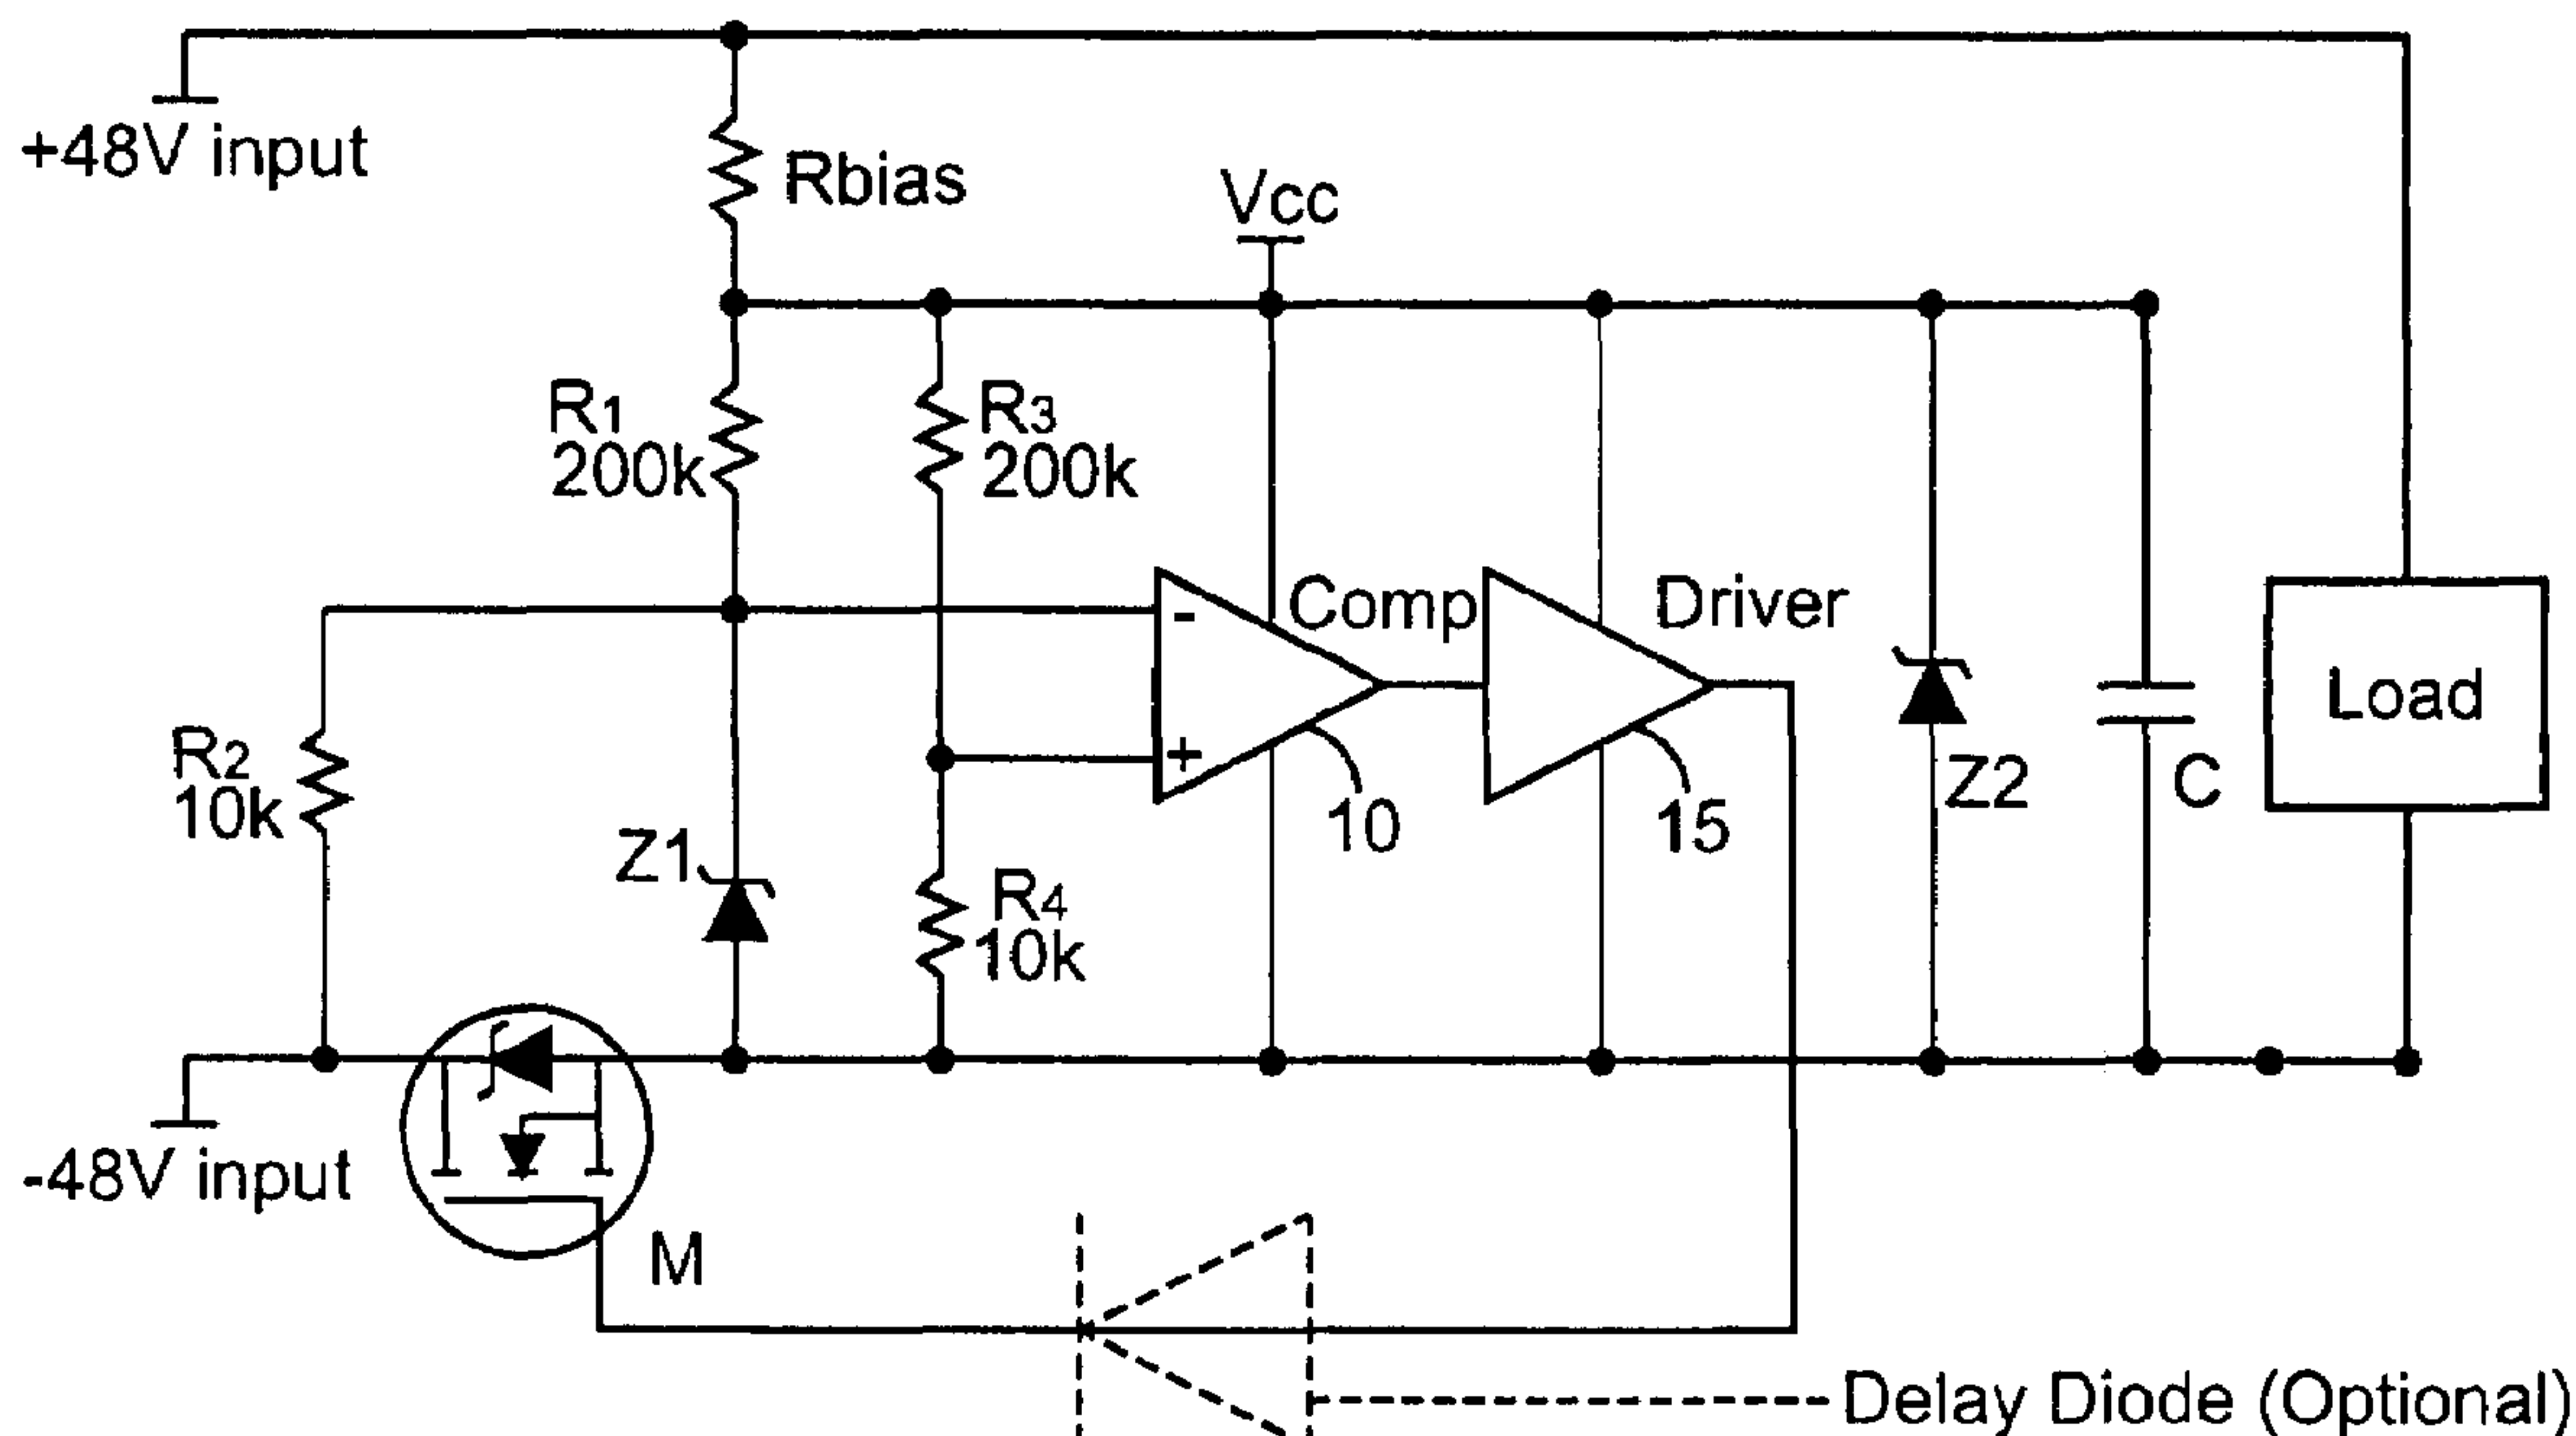 +48V input
Rbias
Vcc
R1
200k
R3
200k
-
Comp
Driver
+
R2
10k
Z1
10
15
Z2
C
Load
R4
10k
-48V input
M
Delay Diode (Optional)